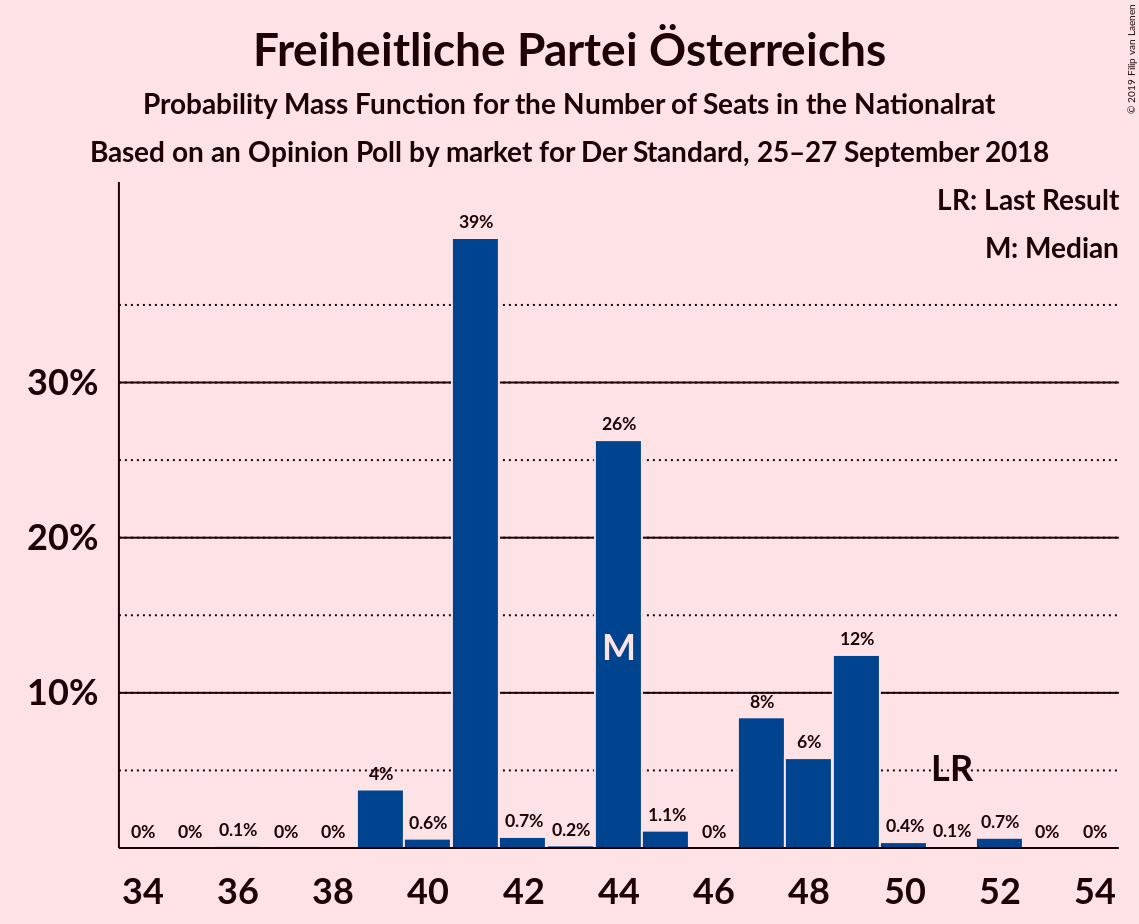 Freiheitliche Partei Österreichs
Probability Mass Function for the Number of Seats in the Nationalrat
Based on an Opinion Poll by market for Der Standard, 25–27 September 2018
© 2019 Filip van Laenen
LR: Last Result
M: Median
39%
30%
26%
20%
M
12%
10%
8%
6%
LR
4%
0% 0% 0.1% 0% 0% 0.6% 0.7% 0.2% 1.1% 0% 0.4% 0.1% 0.7% 0% 0%
34 36 38 40 42 44 46 48 50 52 54